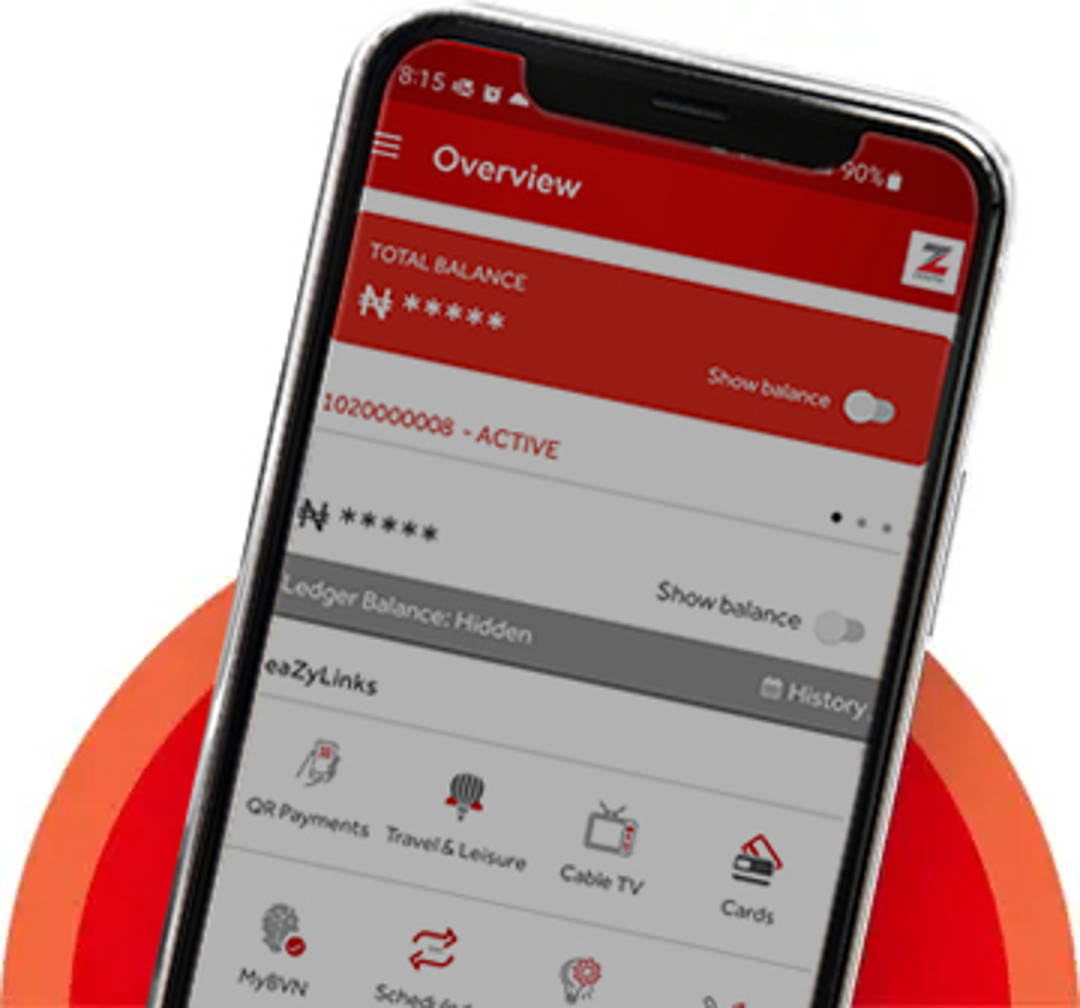 8:15
90%
Overview
Z
TOTAL BALANCE
₦ *****
Show balance
1020000008 - ACTIVE
₦ *****
Show balance
Ledger Balance: Hidden
History
eaZyLinks
QR Payments
Travel & Leisure
Cable TV
Cards
MyBVN